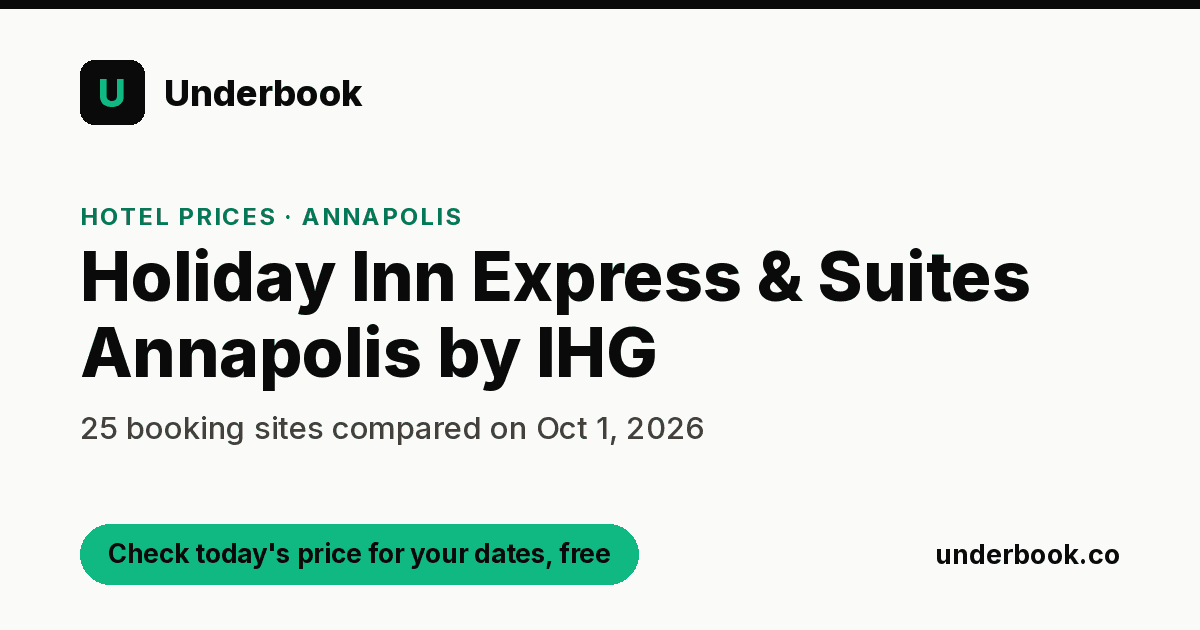 U Underbook
HOTEL PRICES · ANNAPOLIS
Holiday Inn Express & Suites
Annapolis by IHG
25 booking sites compared on Oct 1, 2026
Check today's price for your dates, free
underbook.co